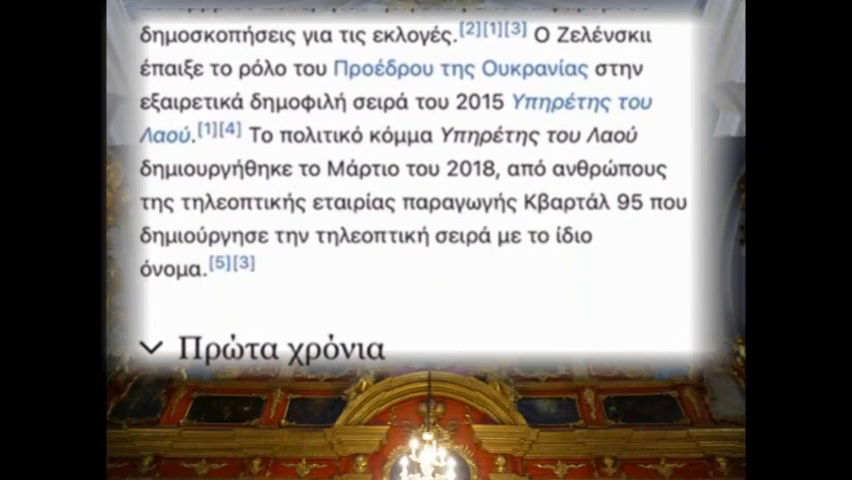 δημοσκοπήσεις για τις εκλογές.[2][1][3] Ο Ζελένσκιι
έπαιξε το ρόλο του Προέδρου της Ουκρανίας στην
εξαιρετικά δημοφιλή σειρά του 2015 Υπηρέτης του
Λαού.[1][4] Το πολιτικό κόμμα Υπηρέτης του Λαού
δημιουργήθηκε το Μάρτιο του 2018, από ανθρώπους
της τηλεοπτικής εταιρίας παραγωγής Κβαρτάλ 95 που
δημιούργησε την τηλεοπτική σειρά με το ίδιο
όνομα.[5][3]
Πρώτα χρόνια